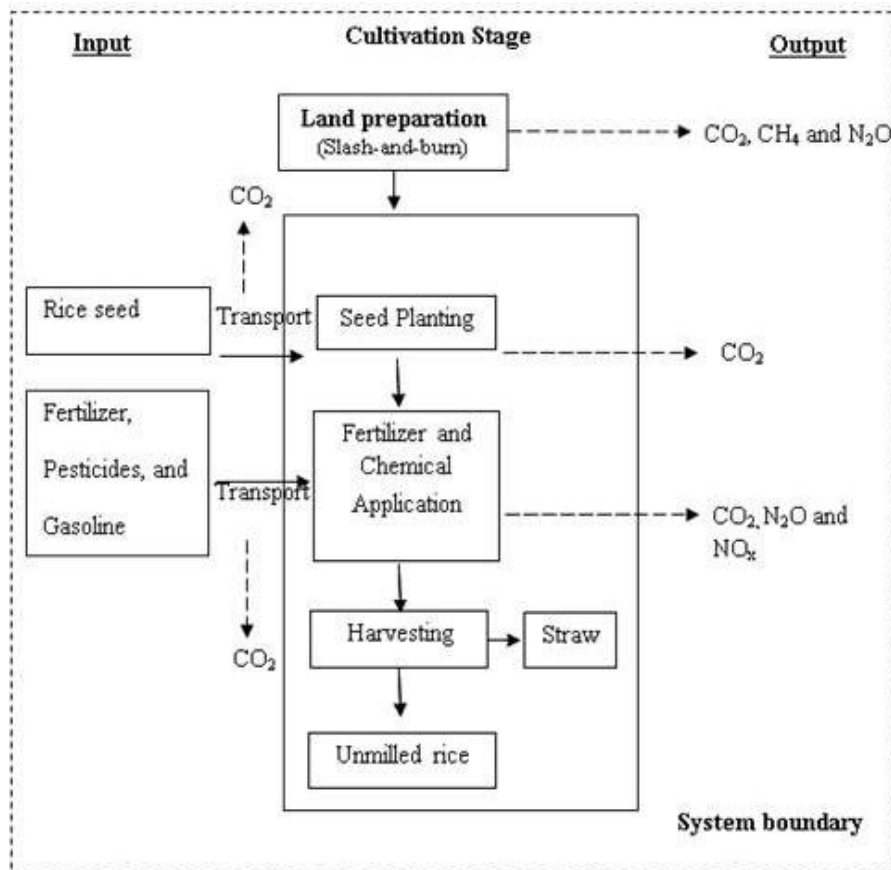 Input
Cultivation Stage
Output
Land preparation
(Slash-and-burn)
CO₂, CH₄ and N₂O
CO₂
Rice seed
Transport
Seed Planting
CO₂
Fertilizer,
Pesticides, and
Gasoline
Transport
Fertilizer and
Chemical
Application
CO₂, N₂O and
NOₓ
CO₂
Harvesting
Straw
Unmilled rice
System boundary